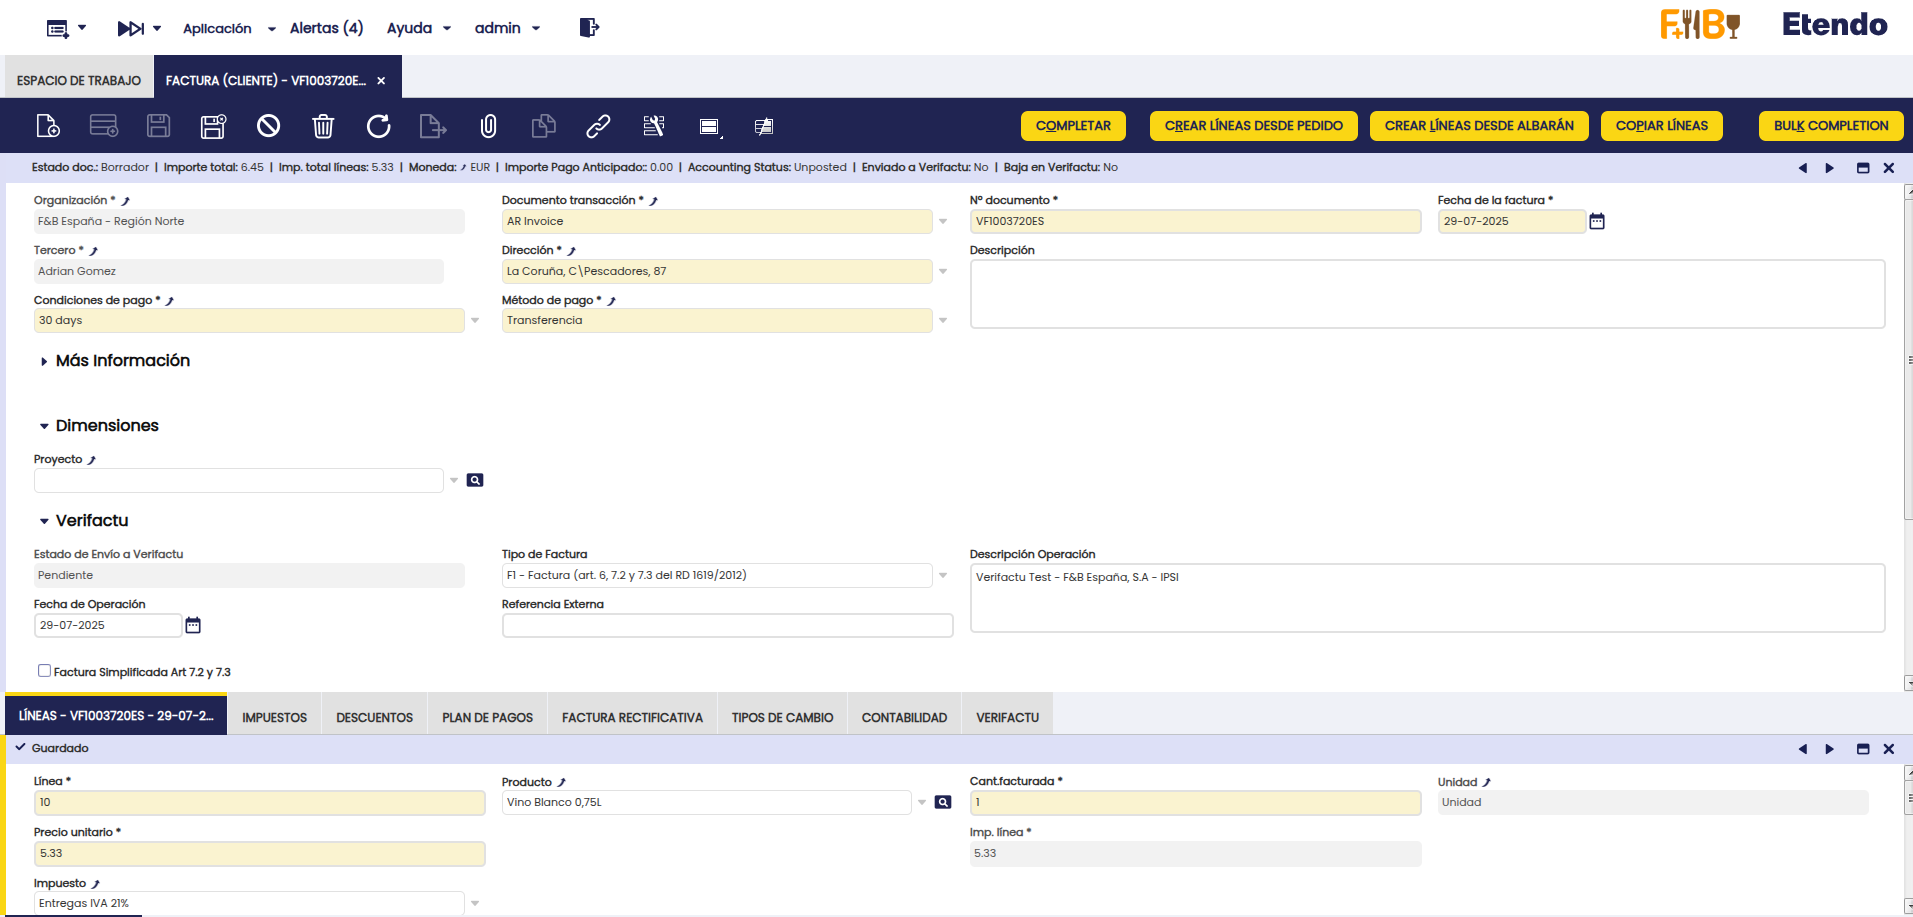 Aplicación
Alertas (4)
Ayuda
admin
F&B
Etendo
ESPACIO DE TRABAJO
FACTURA (CLIENTE) - VF1003720E...
COMPLETAR
CREAR LÍNEAS DESDE PEDIDO
CREAR LÍNEAS DESDE ALBARÁN
COPIAR LÍNEAS
BULK COMPLETION
Estado doc.: Borrador | Importe total: 6.45 | Imp. total líneas: 5.33 | Moneda: EUR | Importe Pago Anticipado:: 0.00 | Accounting Status: Unposted | Enviado a Verifactu: No | Baja en Verifactu: No
Organización * Documento transacción * Nº documento * Fecha de la factura *
F&B España - Región Norte AR Invoice VF1003720ES 29-07-2025
Tercero * Dirección * Descripción
Adrian Gomez La Coruña, C\Pescadores, 87
Condiciones de pago * Método de pago *
30 days Transferencia
Más Información
Dimensiones
Proyecto
Verifactu
Estado de Envío a Verifactu Tipo de Factura Descripción Operación
Pendiente F1 - Factura (art. 6, 7.2 y 7.3 del RD 1619/2012) Verifactu Test - F&B España, S.A - IPSI
Fecha de Operación Referencia Externa
29-07-2025
Factura Simplificada Art 7.2 y 7.3
LÍNEAS - VF1003720ES - 29-07-2...
IMPUESTOS
DESCUENTOS
PLAN DE PAGOS
FACTURA RECTIFICATIVA
TIPOS DE CAMBIO
CONTABILIDAD
VERIFACTU
Guardado
Línea * Producto Cant.facturada * Unidad
10 Vino Blanco 0,75L 1 Unidad
Precio unitario * Imp. línea *
5.33 5.33
Impuesto
Entregas IVA 21%